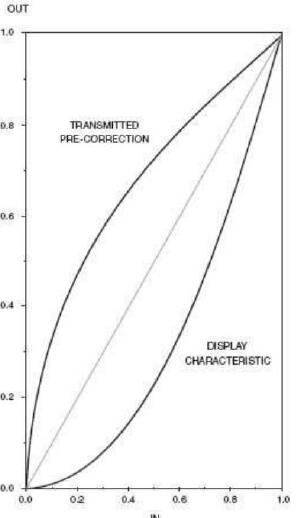 OUT
1.0
TRANSMITTED
PRE-CORRECTION
0.8
0.6
0.4
DISPLAY
CHARACTERISTIC
0.2
0.0
0.0 0.2 0.4 0.6 0.8 1.0
IN